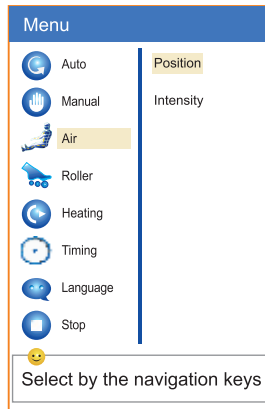 Menu
Auto
Manual
Air
Roller
Heating
Timing
Language
Stop
Position
Intensity
Select by the navigation keys